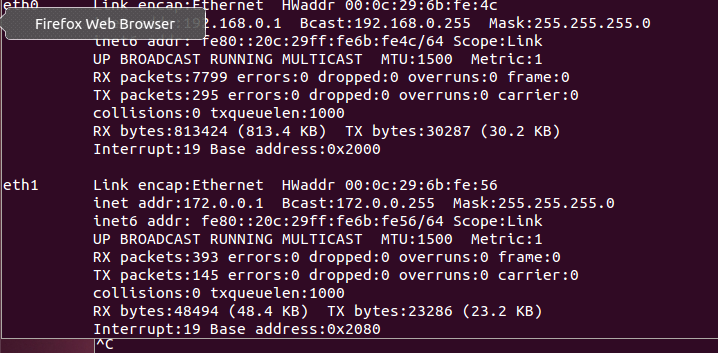 eth0 Link encap:Ethernet HWaddr 00:0c:29:6b:fe:4c
Firefox Web Browser
192.168.0.1 Bcast:192.168.0.255 Mask:255.255.255.0
inet6 addr: fe80::20c:29ff:fe6b:fe4c/64 Scope:Link
UP BROADCAST RUNNING MULTICAST MTU:1500 Metric:1
RX packets:7799 errors:0 dropped:0 overruns:0 frame:0
TX packets:295 errors:0 dropped:0 overruns:0 carrier:0
collisions:0 txqueuelen:1000
RX bytes:813424 (813.4 KB) TX bytes:30287 (30.2 KB)
Interrupt:19 Base address:0x2000
eth1 Link encap:Ethernet HWaddr 00:0c:29:6b:fe:56
inet addr:172.0.0.1 Bcast:172.0.0.255 Mask:255.255.255.0
inet6 addr: fe80::20c:29ff:fe6b:fe56/64 Scope:Link
UP BROADCAST RUNNING MULTICAST MTU:1500 Metric:1
RX packets:393 errors:0 dropped:0 overruns:0 frame:0
TX packets:145 errors:0 dropped:0 overruns:0 carrier:0
collisions:0 txqueuelen:1000
RX bytes:48494 (48.4 KB) TX bytes:23286 (23.2 KB)
Interrupt:19 Base address:0x2080
^C